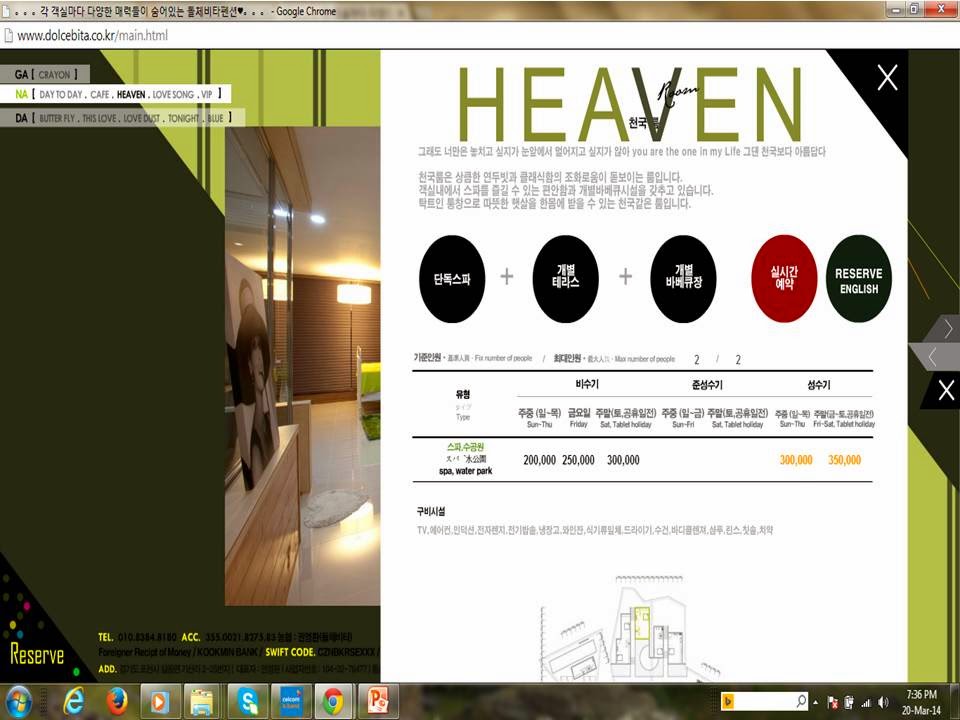 。。。각 객실마다 다양한 매력들이 숨어있는 돌체비타펜션♥。。。 - Google Chrome
www.dolcebita.co.kr/main.html
GA [ CRAYON ]
NA [ DAY TO DAY . CAFE . HEAVEN . LOVE SONG . VIP ]
DA [ BUTTER FLY . THIS LOVE . LOVE DUST . TONIGHT . BLUE ]
HEAVEN
Room
천국룸
그래도 너만은 놓치고 싶지가 눈앞에서 멀어지고 싶지가 않아 you are the one in my Life 그댄 천국보다 아름답다
천국룸은 상큼한 연두빛과 클래식함의 조화로움이 돋보이는 룸입니다.
객실내에서 스파를 즐길 수 있는 편안함과 개별바베큐시설을 갖추고 있습니다.
탁트인 통창으로 따뜻한 햇살을 한몸에 받을 수 있는 천국같은 룸입니다.
단독스파 + 개별 테라스 + 개별 바베큐장
실시간 예약
RESERVE ENGLISH
기준인원 · 基準人員 · Fix number of people / 최대인원 · 最大人員 · Max number of people 2 / 2
유형
タイプ
Type
비수기 준성수기 성수기
주중 (일~목) 금요일 주말(토,공휴일전) 주중 (일~금) 주말(토,공휴일전) 주중 (일~목) 주말(금~토,공휴일전)
Sun~Thu Friday Sat, Tablet holiday Sun~Fri Sat, Tablet holiday Sun~Thu Fri~Sat, Tablet holiday
스파,수공원
スパ 水公園
spa, water park
200,000 250,000 300,000 300,000 350,000
구비시설
TV,에어컨,인덕션,전자렌지,전기밥솥,냉장고,와인잔,식기류일체,드라이기,수건,바디클렌져,샴푸,린스,칫솔,치약
Reserve
TEL. 010.8384.8180 ACC. 355.0021.8275.83 농협 : 권영환(돌체비타)
Foreigner Recipt of Money / KOOKMIN BANK / SWIFT CODE. CZNBKRSEXXX /
ADD.
celcom
7:36 PM
20-Mar-14